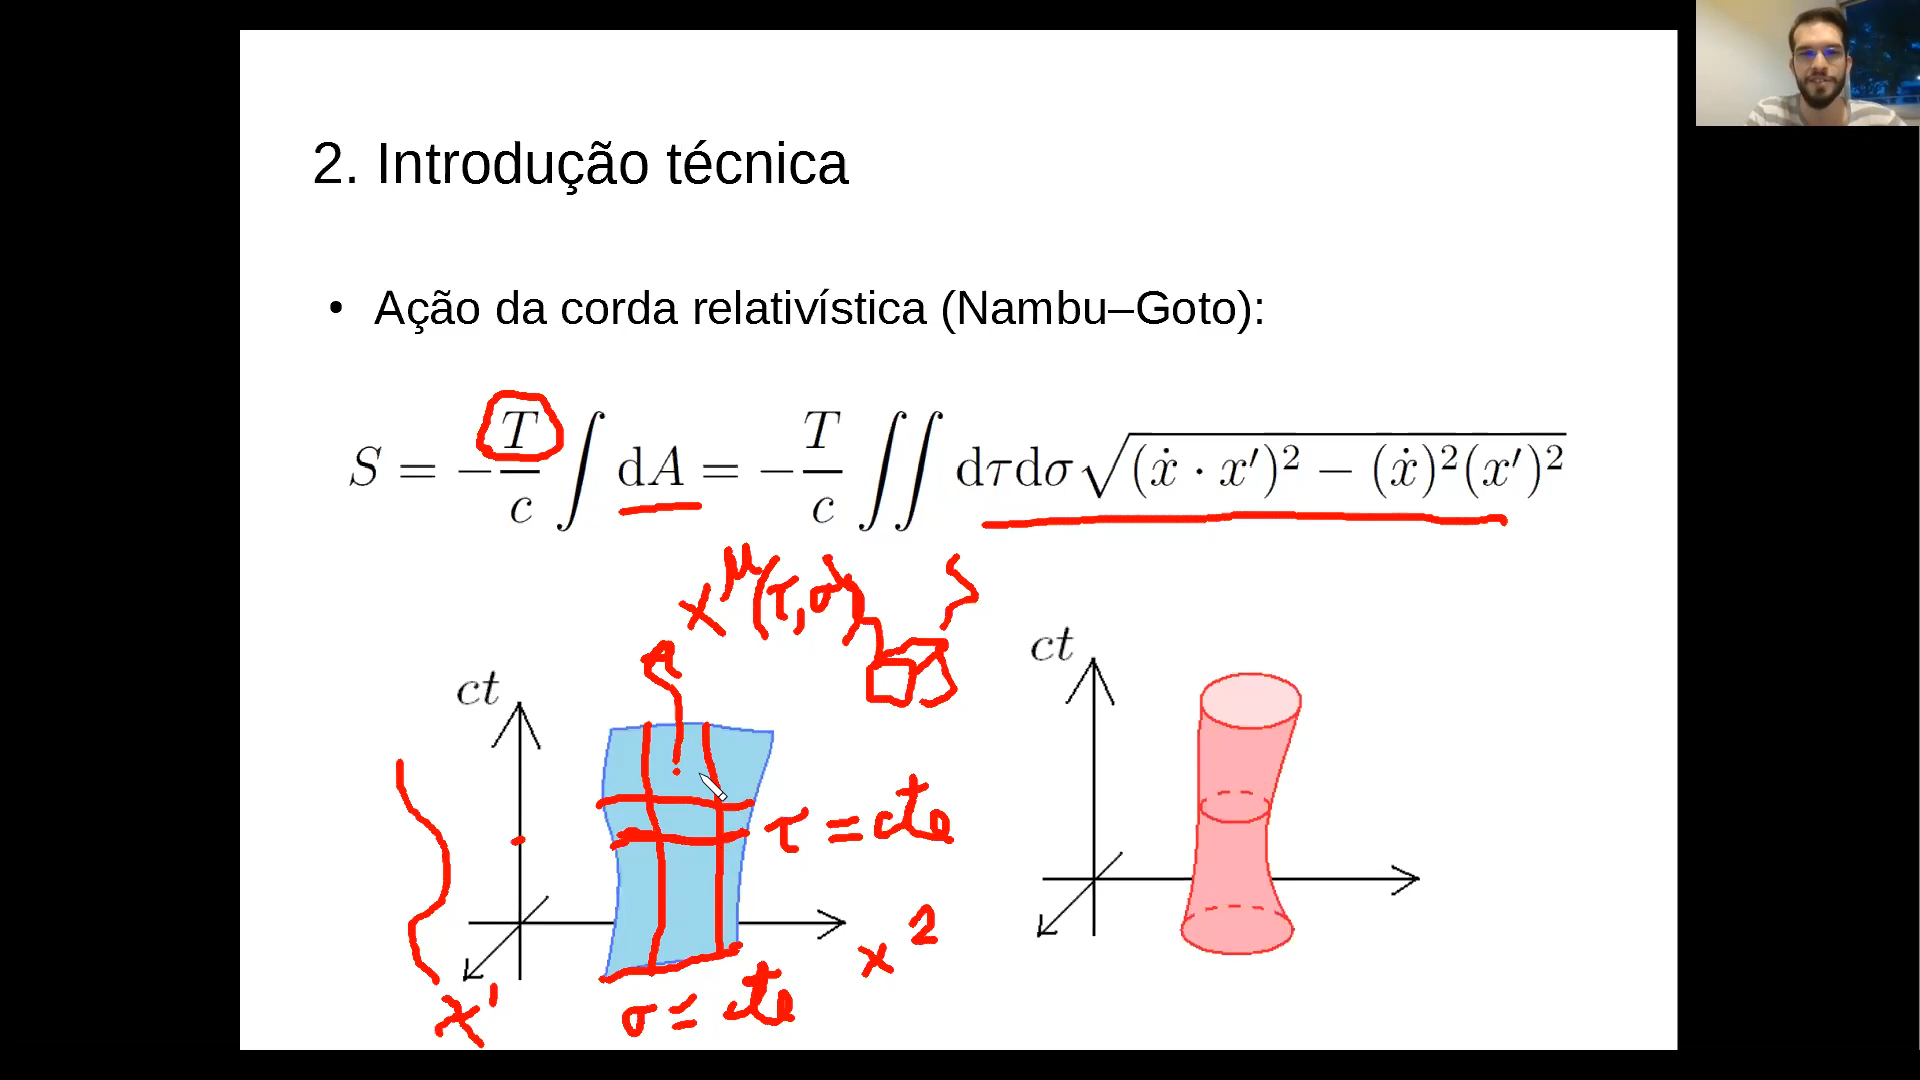 2. Introdução técnica
• Ação da corda relativística (Nambu–Goto):
S = −T/c ∫ dA = −T/c ∬ dτdσ√((ẋ · x′)² − (ẋ)²(x′)²)
x^μ(τ,σ)
ct
ct
τ = cte
x²
x¹
σ = cte